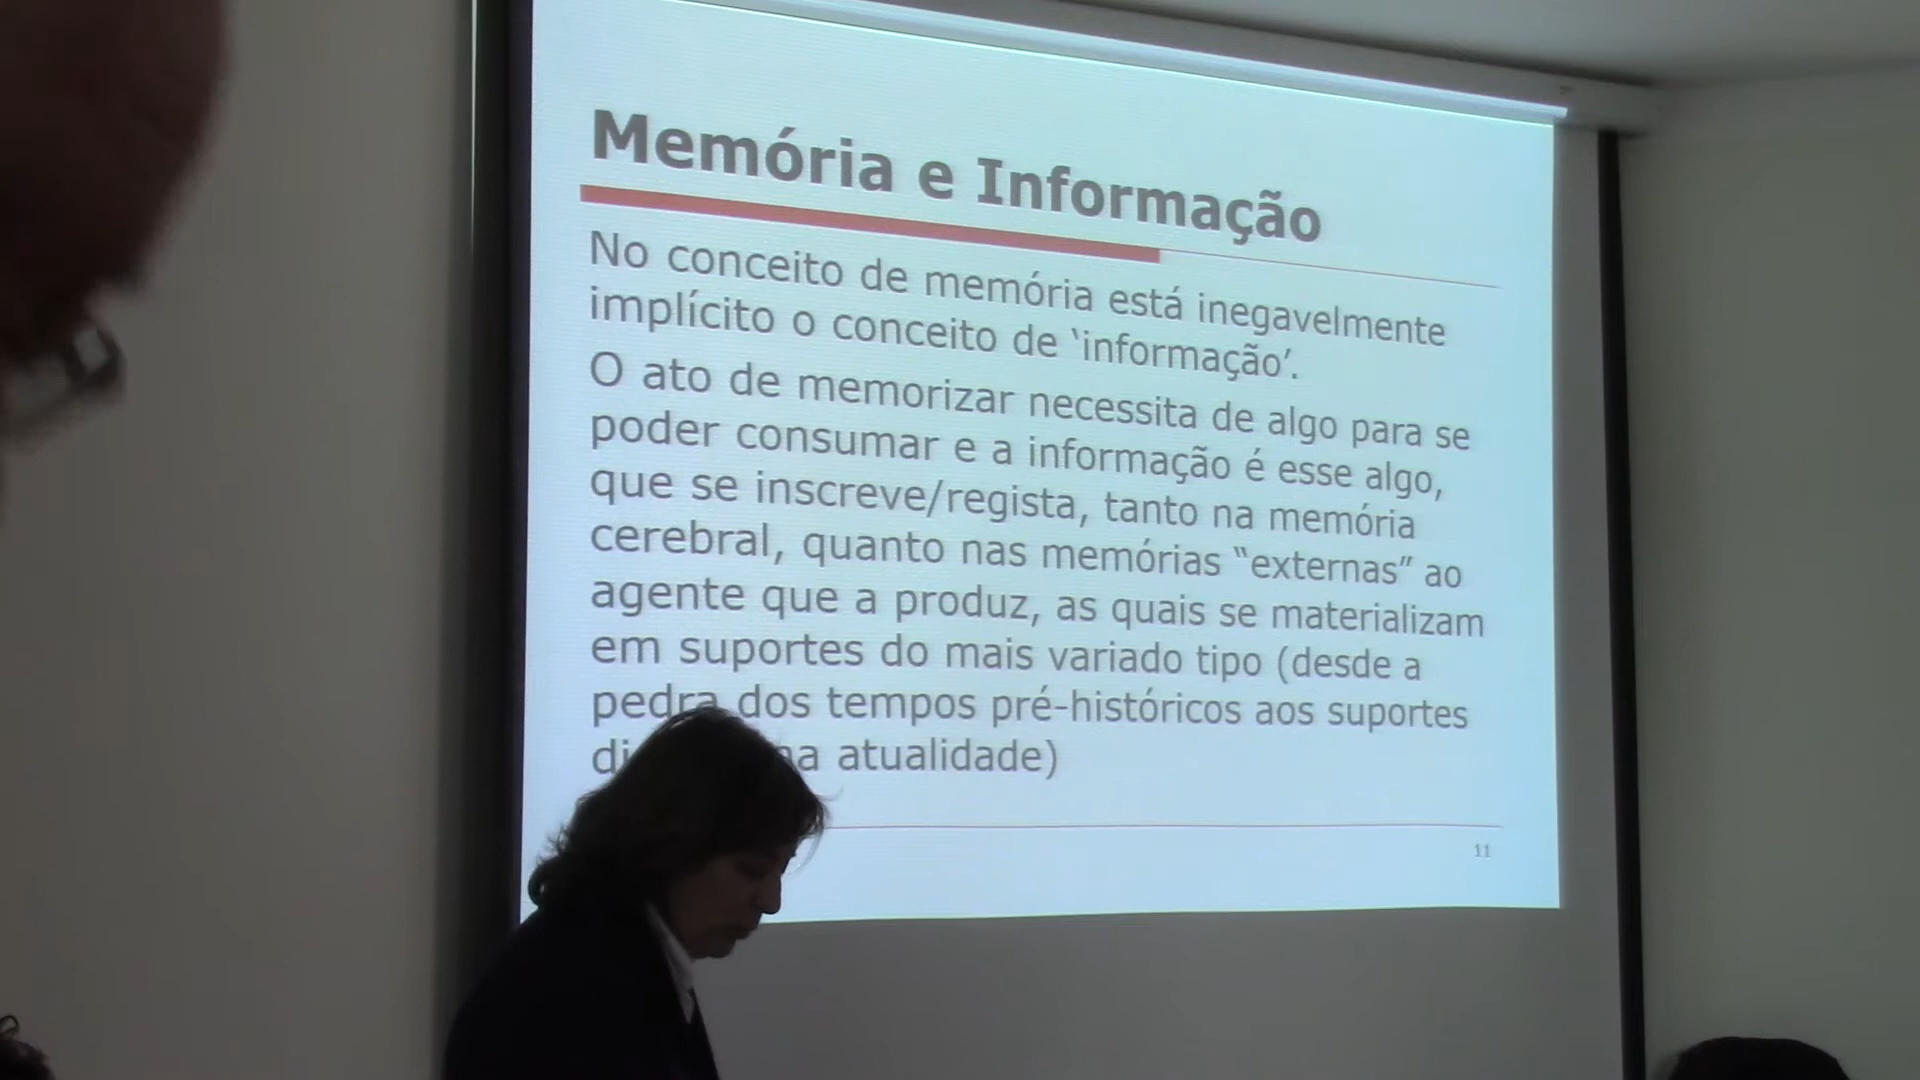 Memória e Informação
No conceito de memória está inegavelmente
implícito o conceito de ‘informação’.
O ato de memorizar necessita de algo para se
poder consumar e a informação é esse algo,
que se inscreve/regista, tanto na memória
cerebral, quanto nas memórias “externas” ao
agente que a produz, as quais se materializam
em suportes do mais variado tipo (desde a
pedra dos tempos pré-históricos aos suportes
atualidade)
11